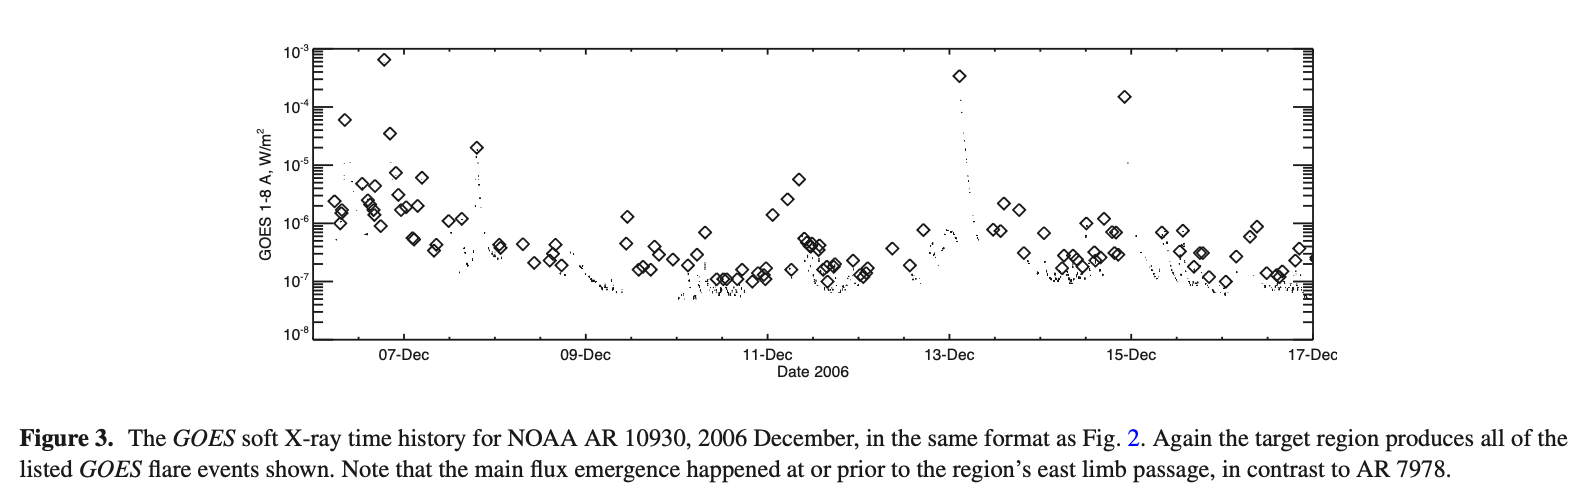 10-3
10-4
10-5
10-6
10-7
10-8
GOES 1-8 A, W/m2
07-Dec 09-Dec 11-Dec 13-Dec 15-Dec 17-Dec
Date 2006
Figure 3. The GOES soft X-ray time history for NOAA AR 10930, 2006 December, in the same format as Fig. 2. Again the target region produces all of the
listed GOES flare events shown. Note that the main flux emergence happened at or prior to the region's east limb passage, in contrast to AR 7978.